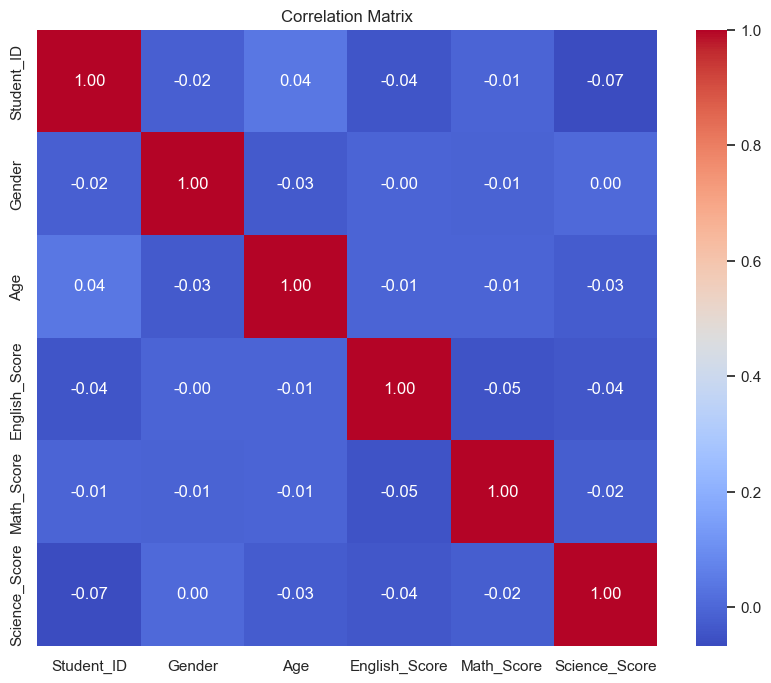 Correlation Matrix
Student_ID 1.00 -0.02 0.04 -0.04 -0.01 -0.07
Gender -0.02 1.00 -0.03 -0.00 -0.01 0.00
Age 0.04 -0.03 1.00 -0.01 -0.01 -0.03
English_Score -0.04 -0.00 -0.01 1.00 -0.05 -0.04
Math_Score -0.01 -0.01 -0.01 -0.05 1.00 -0.02
Science_Score -0.07 0.00 -0.03 -0.04 -0.02 1.00
Student_ID Gender Age English_Score Math_Score Science_Score
1.0
0.8
0.6
0.4
0.2
0.0